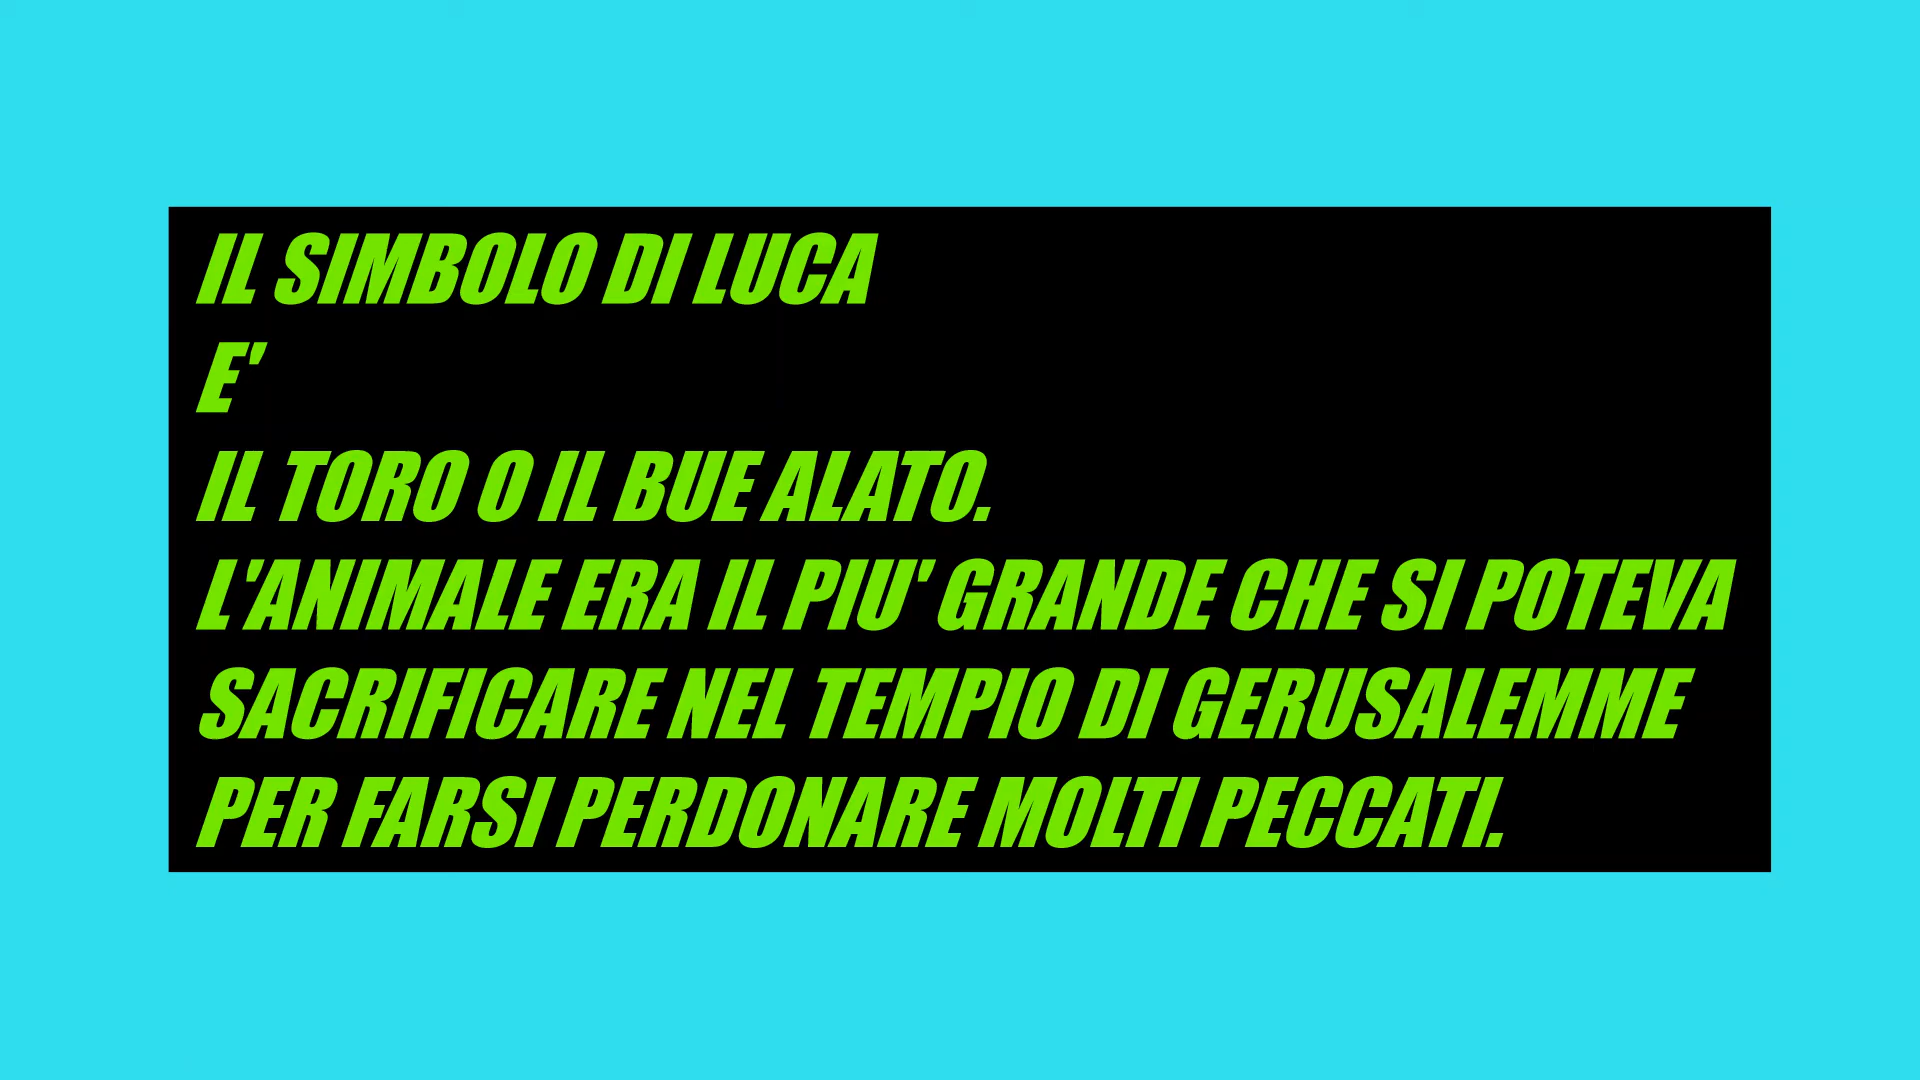 IL SIMBOLO DI LUCA
E'
IL TORO O IL BUE ALATO.
L'ANIMALE ERA IL PIU' GRANDE CHE SI POTEVA
SACRIFICARE NEL TEMPIO DI GERUSALEMME
PER FARSI PERDONARE MOLTI PECCATI.